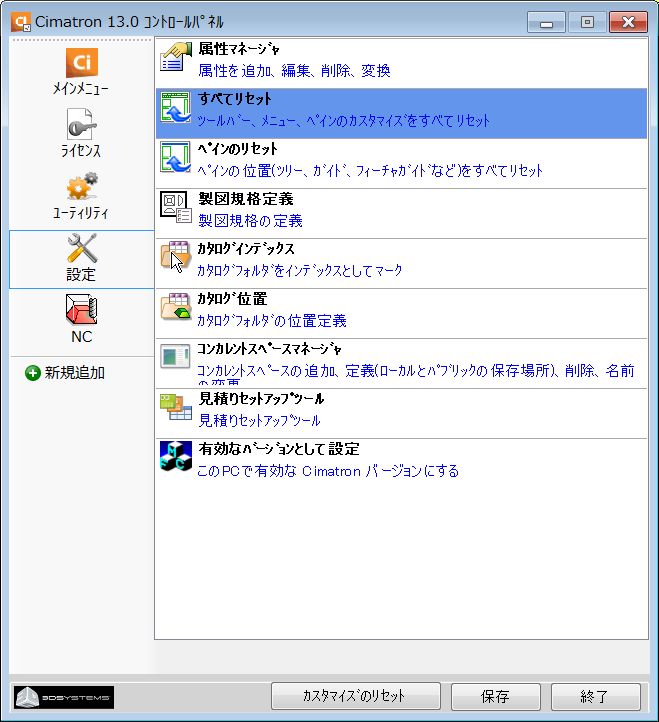 Ci Cimatron 13.0 ｺﾝﾄﾛｰﾙﾊﾟﾈﾙ
Ci
ﾒｲﾝﾒﾆｭｰ
ﾗｲｾﾝｽ
ﾕｰﾃｨﾘﾃｨ
設定
NC
新規追加
属性ﾏﾈｰｼﾞｬ
属性を追加、編集、削除、変換
すべてﾘｾｯﾄ
ﾂｰﾙﾊﾞｰ、ﾒﾆｭｰ、ﾍﾟｲﾝのｶｽﾀﾏｲｽﾞをすべてﾘｾｯﾄ
ﾍﾟｲﾝのﾘｾｯﾄ
ﾍﾟｲﾝの位置(ﾂﾘｰ、ｶﾞｲﾄﾞ、ﾌｨｰﾁｬｶﾞｲﾄﾞなど)をすべてﾘｾｯﾄ
製図規格定義
製図規格の定義
ｶﾀﾛｸﾞｲﾝﾃﾞｯｸｽ
ｶﾀﾛｸﾞﾌｫﾙﾀﾞをｲﾝﾃﾞｯｸｽとしてﾏｰｸ
ｶﾀﾛｸﾞ位置
ｶﾀﾛｸﾞﾌｫﾙﾀﾞの位置定義
ｺﾝｶﾚﾝﾄｽﾍﾟｰｽﾏﾈｰｼﾞｬ
ｺﾝｶﾚﾝﾄｽﾍﾟｰｽの追加、定義(ﾛｰｶﾙとﾊﾟﾌﾞﾘｯｸの保存場所)、削除、名前
の変更
見積りｾｯﾄｱｯﾌﾟﾂｰﾙ
見積りｾｯﾄｱｯﾌﾟﾂｰﾙ
有効なﾊﾞｰｼﾞｮﾝとして設定
このPCで有効な Cimatron ﾊﾞｰｼﾞｮﾝにする
3DSYSTEMS
ｶｽﾀﾏｲｽﾞのﾘｾｯﾄ
保存
終了